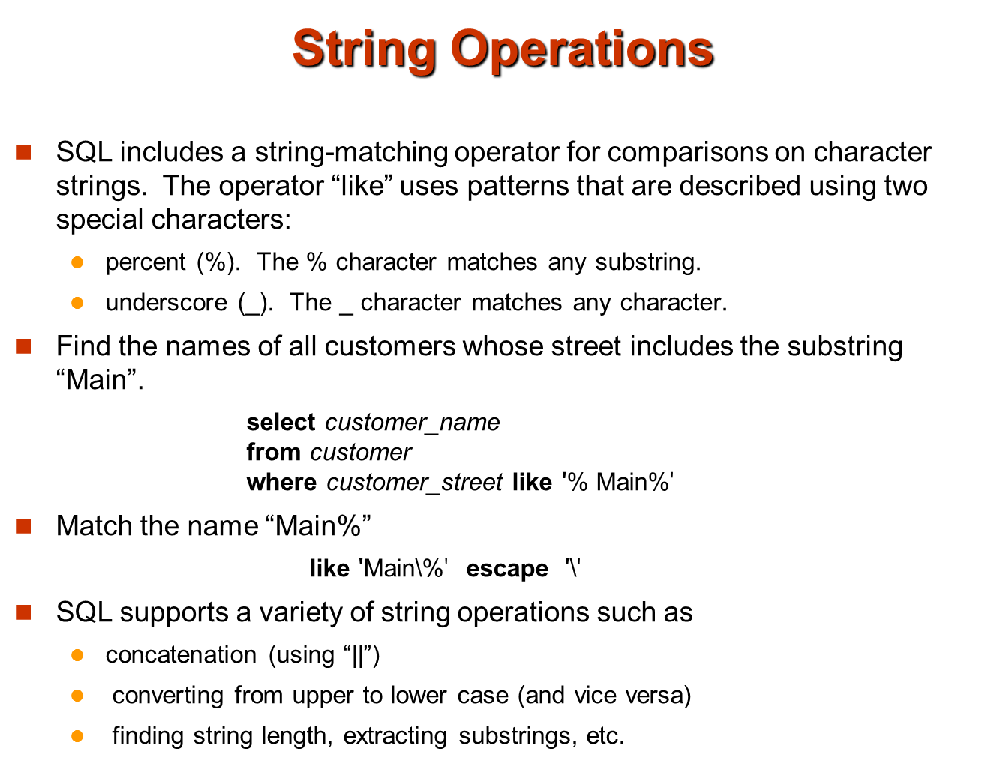 String Operations
SQL includes a string-matching operator for comparisons on character
strings.  The operator “like” uses patterns that are described using two
special characters:
percent (%).  The % character matches any substring.
underscore (_).  The _ character matches any character.
Find the names of all customers whose street includes the substring
“Main”.
select customer_name
from customer
where customer_street like '% Main%'
Match the name “Main%”
like 'Main\%'  escape  '\'
SQL supports a variety of string operations such as
concatenation (using “||”)
converting from upper to lower case (and vice versa)
finding string length, extracting substrings, etc.